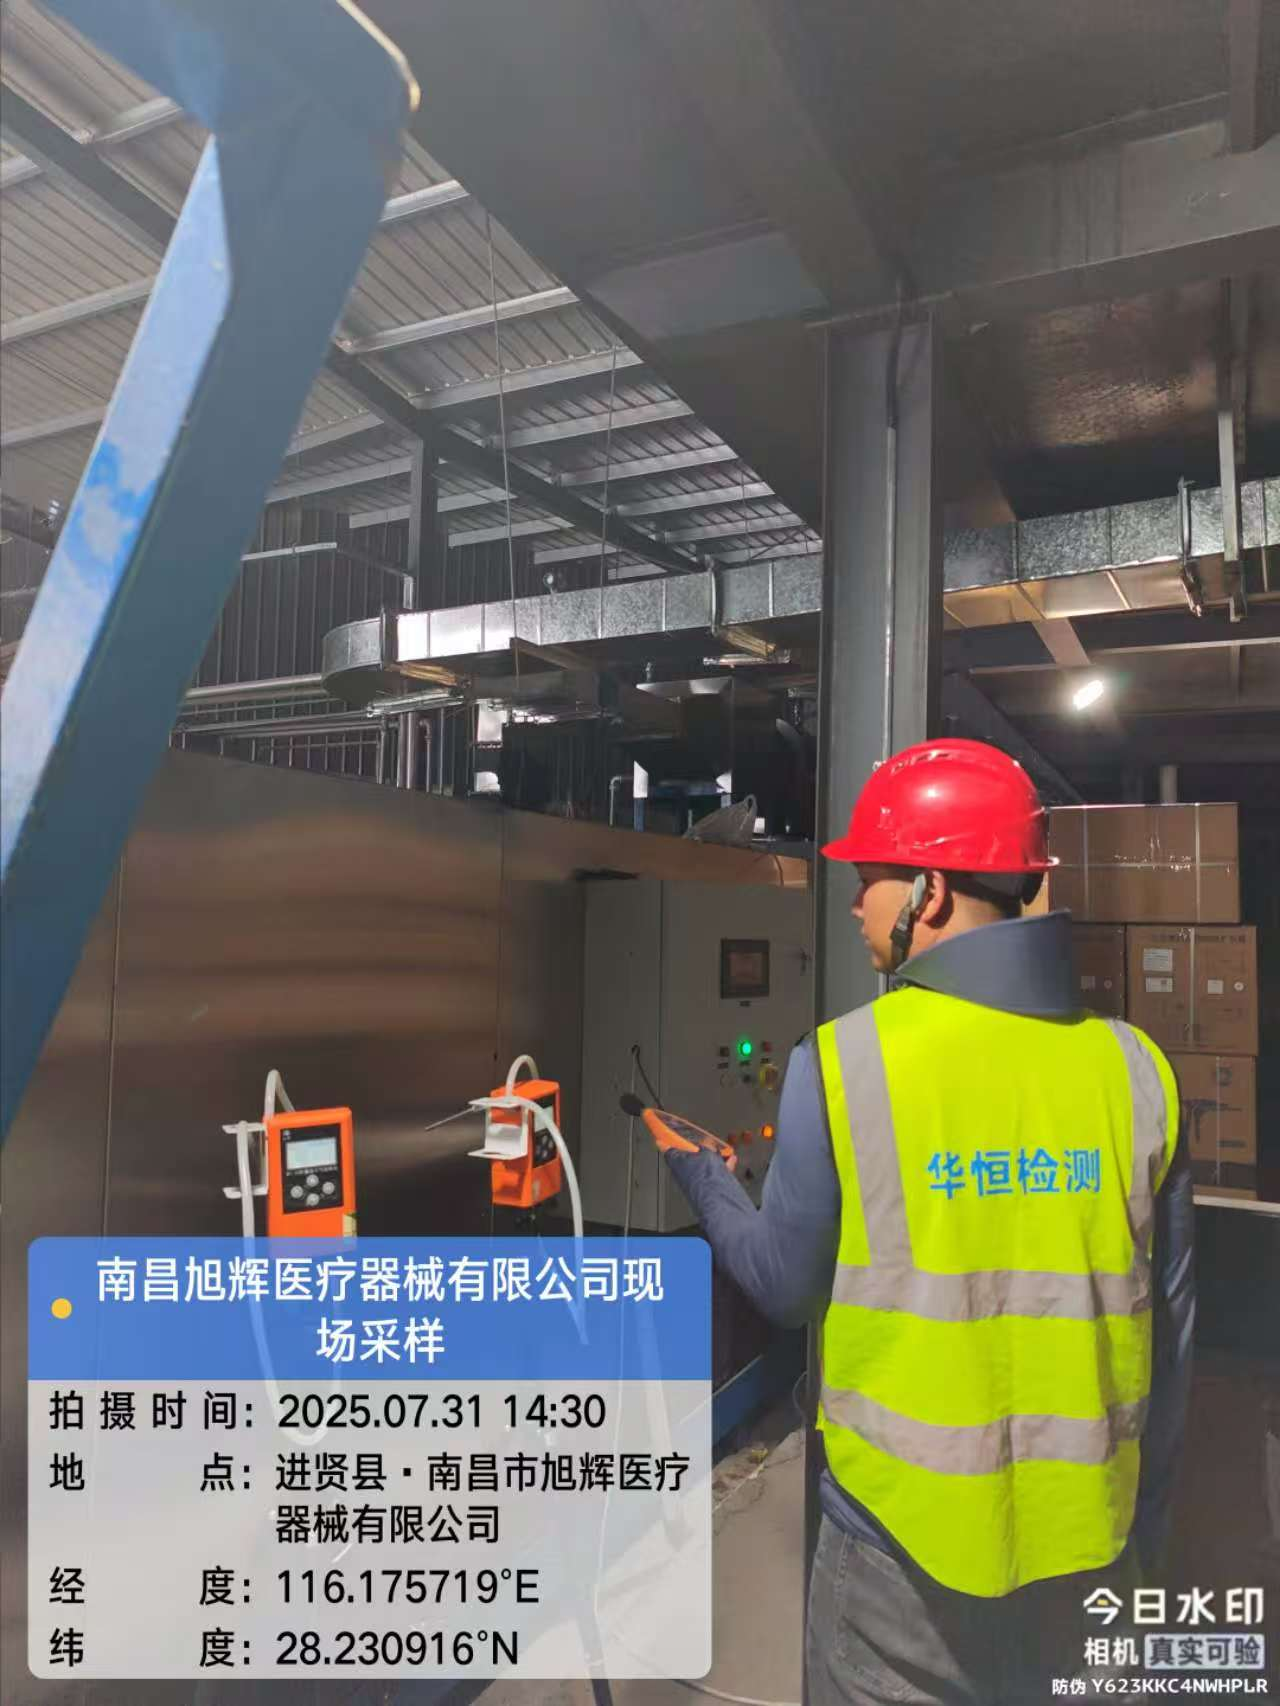 华恒检测
南昌旭辉医疗器械有限公司现
场采样
拍摄时间: 2025.07.31 14:30
地点: 进贤县·南昌市旭辉医疗
器械有限公司
经度: 116.175719°E
纬度: 28.230916°N
今日水印
相机 真实可验
防伪 Y623KKC4NWHPLR